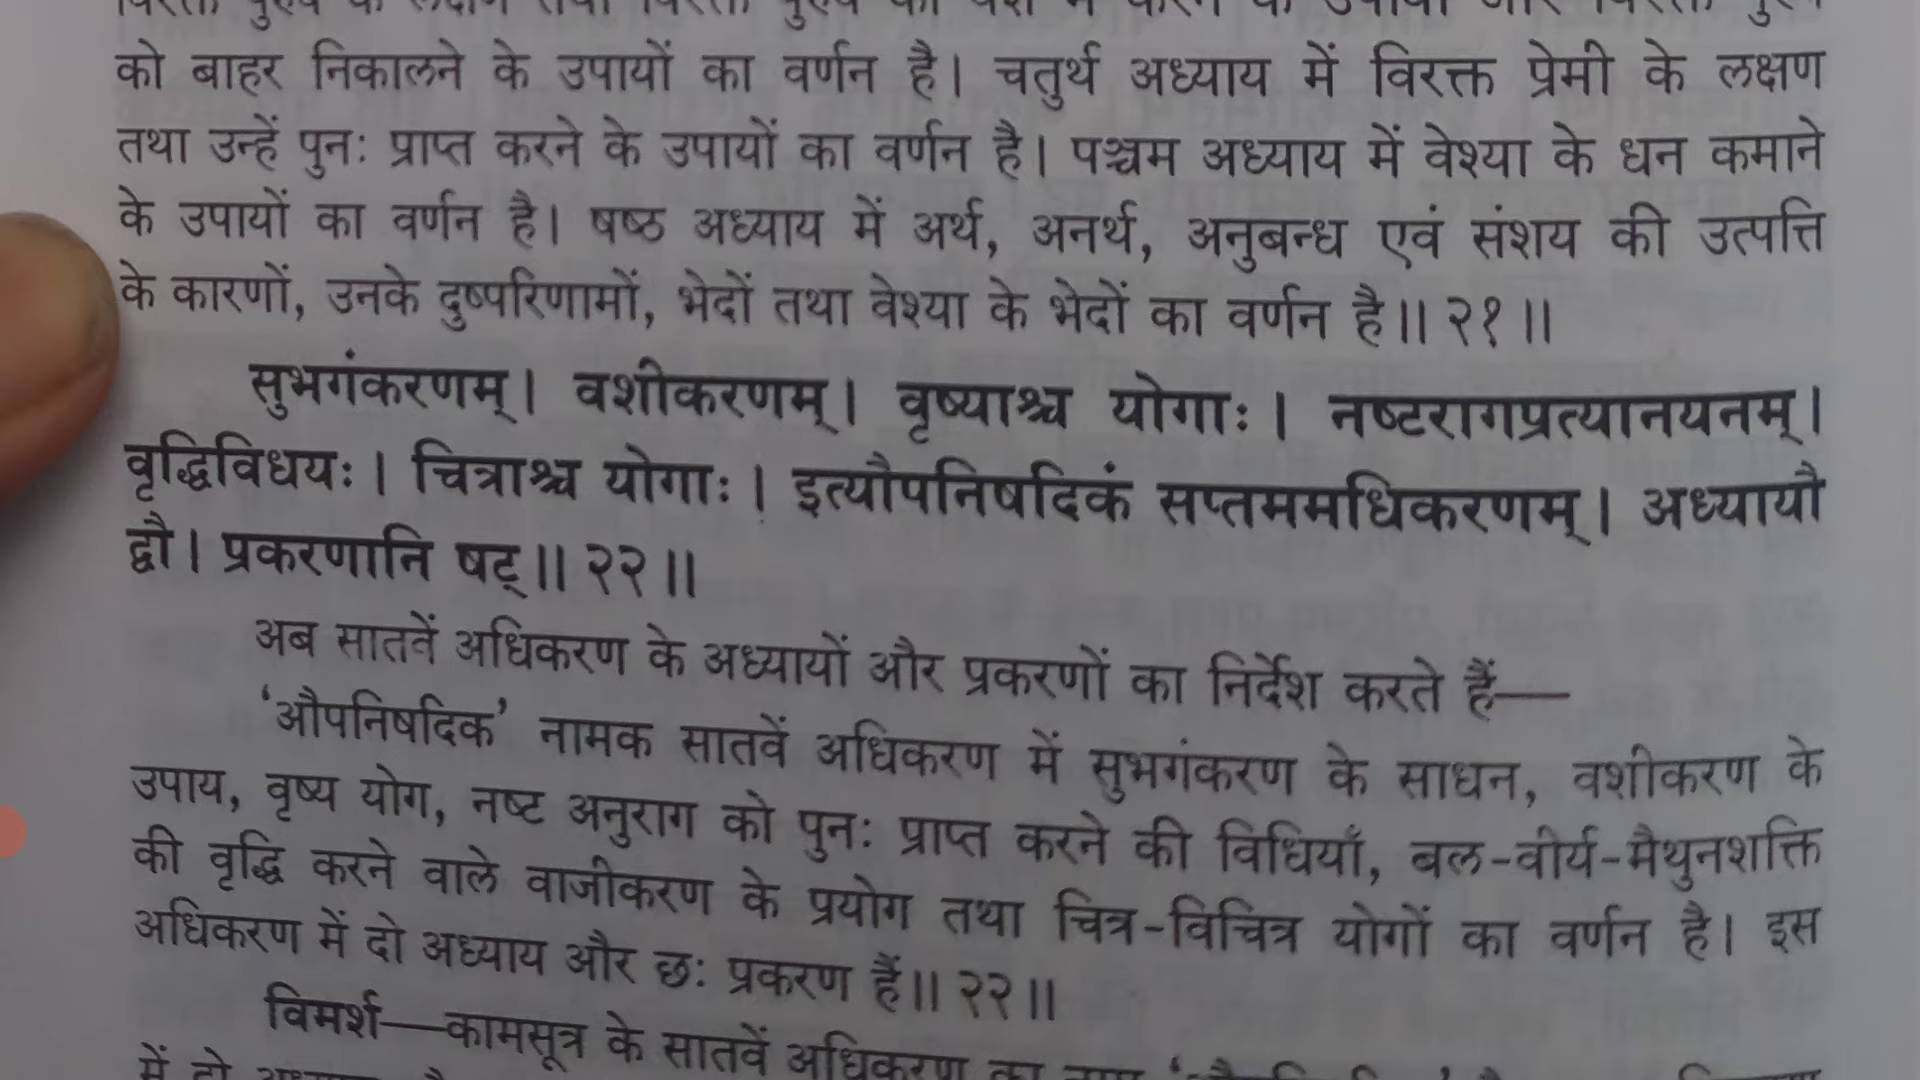 को बाहर निकालने के उपायों का वर्णन है। चतुर्थ अध्याय में विरक्त प्रेमी के लक्षण
तथा उन्हें पुनः प्राप्त करने के उपायों का वर्णन है। पञ्चम अध्याय में वेश्या के धन कमाने
के उपायों का वर्णन है। षष्ठ अध्याय में अर्थ, अनर्थ, अनुबन्ध एवं संशय की उत्पत्ति
के कारणों, उनके दुष्परिणामों, भेदों तथा वेश्या के भेदों का वर्णन है॥ २१॥
सुभगंकरणम्। वशीकरणम्। वृष्याश्च योगाः। नष्टरागप्रत्यानयनम्।
वृद्धिविधयः। चित्राश्च योगाः। इत्यौपनिषदिकं सप्तममधिकरणम्। अध्यायौ
द्वौ। प्रकरणानि षट्॥ २२॥
अब सातवें अधिकरण के अध्यायों और प्रकरणों का निर्देश करते हैं—
‘औपनिषदिक’ नामक सातवें अधिकरण में सुभगंकरण के साधन, वशीकरण के
उपाय, वृष्य योग, नष्ट अनुराग को पुनः प्राप्त करने की विधियाँ, बल-वीर्य-मैथुनशक्ति
की वृद्धि करने वाले वाजीकरण के प्रयोग तथा चित्र-विचित्र योगों का वर्णन है। इस
अधिकरण में दो अध्याय और छः प्रकरण हैं॥ २२॥
विमर्श—कामसूत्र के सातवें अधिकरण का
में दो